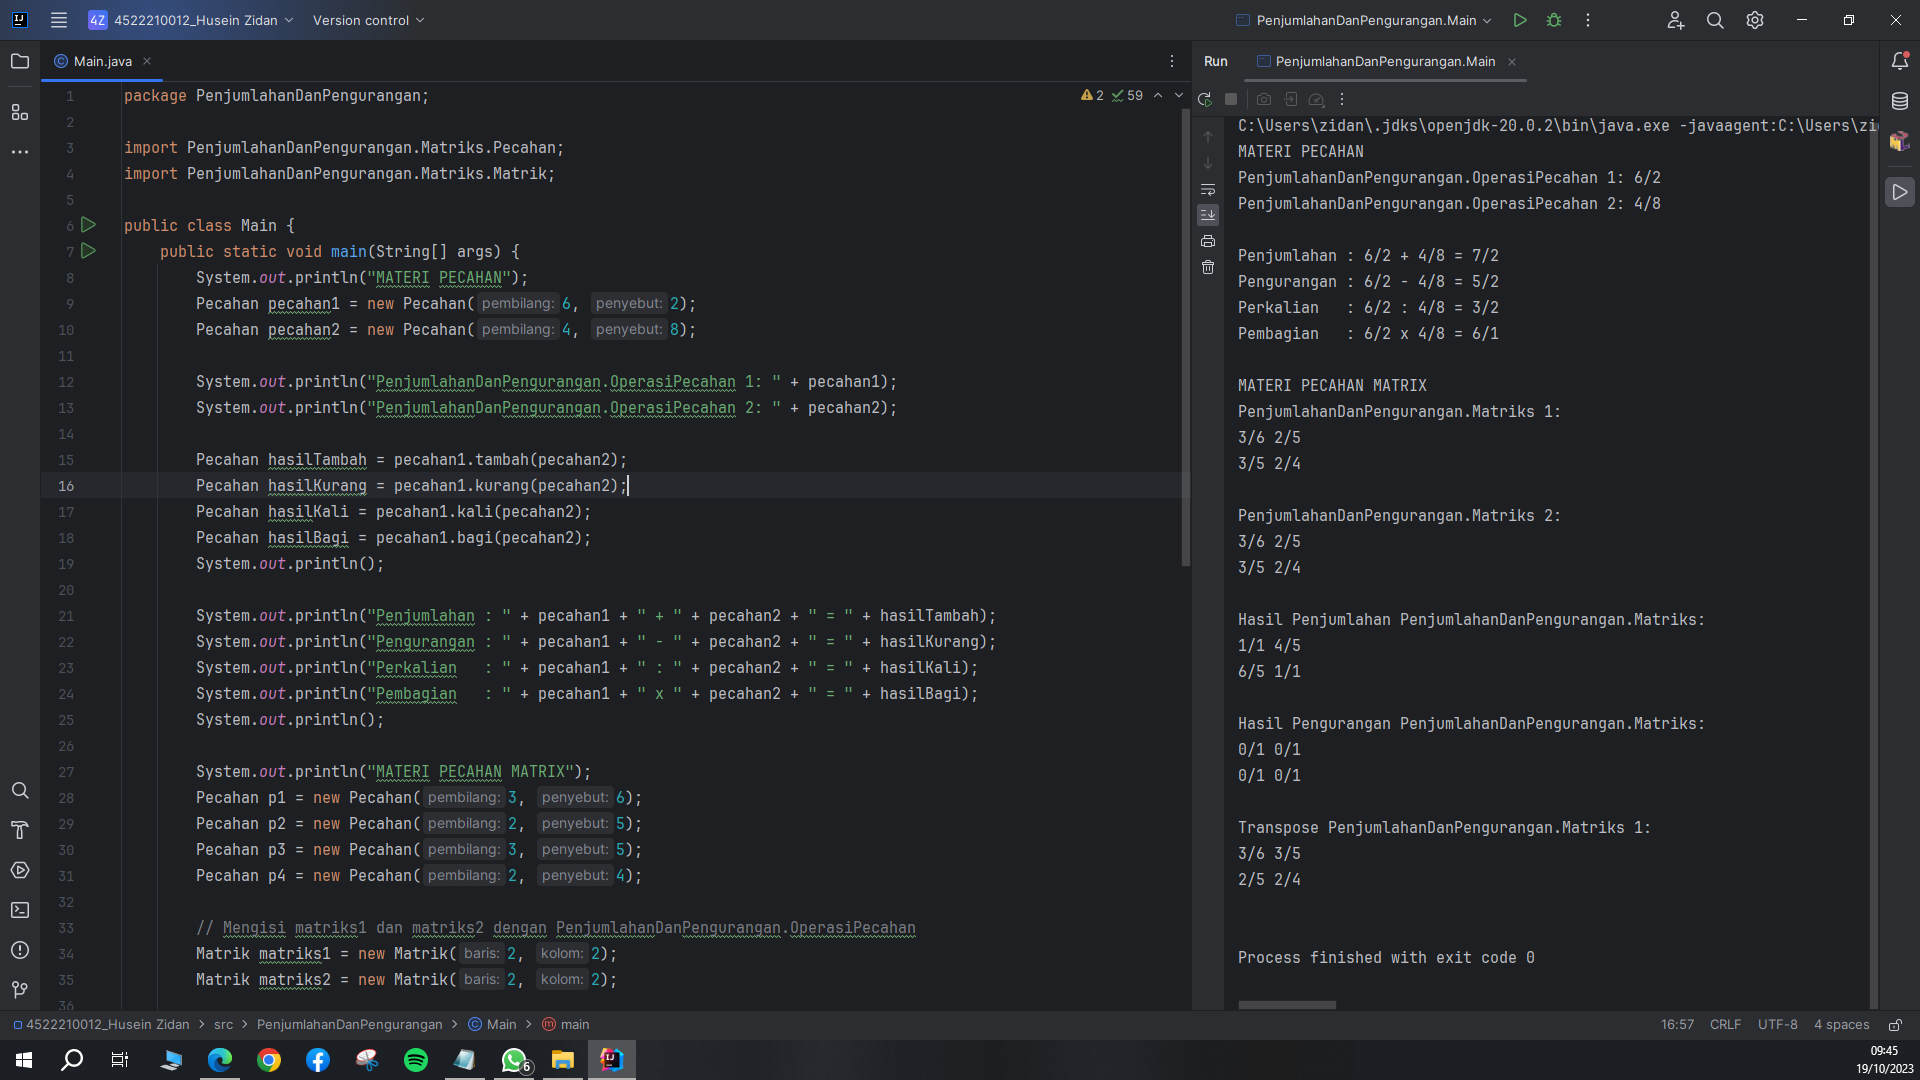 4Z 4522210012_Husein Zidan Version control PenjumlahanDanPengurangan.Main
Main.java
1 package PenjumlahanDanPengurangan;
2
3 import PenjumlahanDanPengurangan.Matriks.Pecahan;
4 import PenjumlahanDanPengurangan.Matriks.Matrik;
5
6 public class Main {
7 public static void main(String[] args) {
8 System.out.println("MATERI PECAHAN");
9 Pecahan pecahan1 = new Pecahan( pembilang: 6, penyebut: 2);
10 Pecahan pecahan2 = new Pecahan( pembilang: 4, penyebut: 8);
11
12 System.out.println("PenjumlahanDanPengurangan.OperasiPecahan 1: " + pecahan1);
13 System.out.println("PenjumlahanDanPengurangan.OperasiPecahan 2: " + pecahan2);
14
15 Pecahan hasilTambah = pecahan1.tambah(pecahan2);
16 Pecahan hasilKurang = pecahan1.kurang(pecahan2);
17 Pecahan hasilKali = pecahan1.kali(pecahan2);
18 Pecahan hasilBagi = pecahan1.bagi(pecahan2);
19 System.out.println();
20
21 System.out.println("Penjumlahan : " + pecahan1 + " + " + pecahan2 + " = " + hasilTambah);
22 System.out.println("Pengurangan : " + pecahan1 + " - " + pecahan2 + " = " + hasilKurang);
23 System.out.println("Perkalian   : " + pecahan1 + " : " + pecahan2 + " = " + hasilKali);
24 System.out.println("Pembagian   : " + pecahan1 + " x " + pecahan2 + " = " + hasilBagi);
25 System.out.println();
26
27 System.out.println("MATERI PECAHAN MATRIX");
28 Pecahan p1 = new Pecahan( pembilang: 3, penyebut: 6);
29 Pecahan p2 = new Pecahan( pembilang: 2, penyebut: 5);
30 Pecahan p3 = new Pecahan( pembilang: 3, penyebut: 5);
31 Pecahan p4 = new Pecahan( pembilang: 2, penyebut: 4);
32
33 // Mengisi matriks1 dan matriks2 dengan PenjumlahanDanPengurangan.OperasiPecahan
34 Matrik matriks1 = new Matrik( baris: 2, kolom: 2);
35 Matrik matriks2 = new Matrik( baris: 2, kolom: 2);
36
2 59
Run PenjumlahanDanPengurangan.Main
C:\Users\zidan\.jdks\openjdk-20.0.2\bin\java.exe -javaagent:C:\Users\zi
MATERI PECAHAN
PenjumlahanDanPengurangan.OperasiPecahan 1: 6/2
PenjumlahanDanPengurangan.OperasiPecahan 2: 4/8
Penjumlahan : 6/2 + 4/8 = 7/2
Pengurangan : 6/2 - 4/8 = 5/2
Perkalian   : 6/2 : 4/8 = 3/2
Pembagian   : 6/2 x 4/8 = 6/1
MATERI PECAHAN MATRIX
PenjumlahanDanPengurangan.Matriks 1:
3/6 2/5
3/5 2/4
PenjumlahanDanPengurangan.Matriks 2:
3/6 2/5
3/5 2/4
Hasil Penjumlahan PenjumlahanDanPengurangan.Matriks:
1/1 4/5
6/5 1/1
Hasil Pengurangan PenjumlahanDanPengurangan.Matriks:
0/1 0/1
0/1 0/1
Transpose PenjumlahanDanPengurangan.Matriks 1:
3/6 3/5
2/5 2/4
Process finished with exit code 0
4522210012_Husein Zidan > src > PenjumlahanDanPengurangan > Main > main
16:57 CRLF UTF-8 4 spaces
6
09:45
19/10/2023